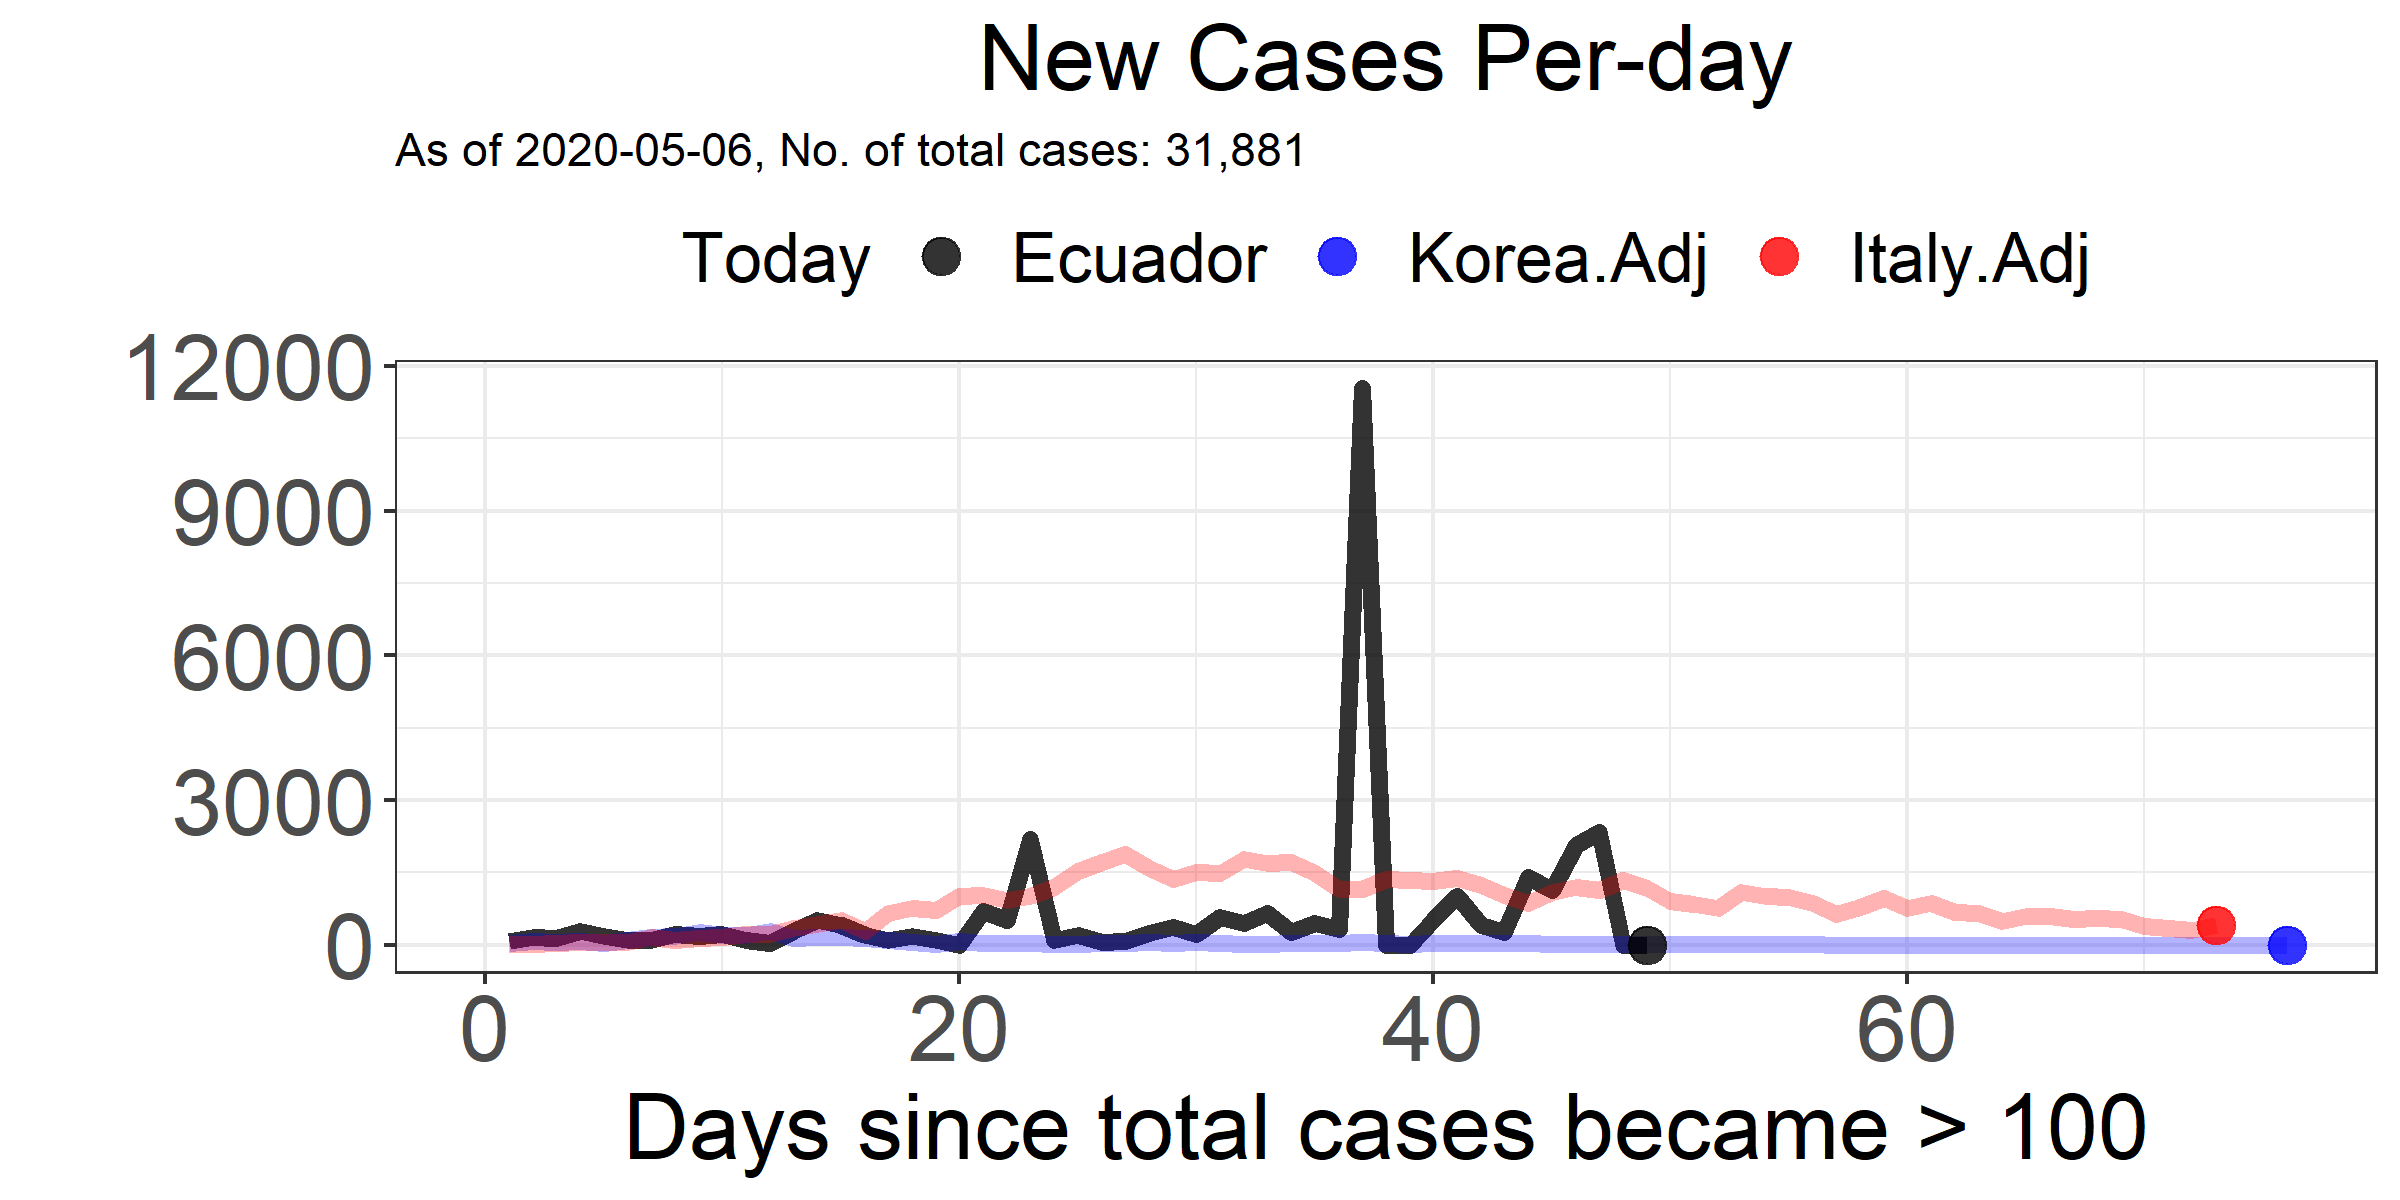 New Cases Per-day
As of 2020-05-06, No. of total cases: 31,881
Today Ecuador Korea.Adj Italy.Adj
12000
9000
6000
3000
0
0 20 40 60
Days since total cases became > 100